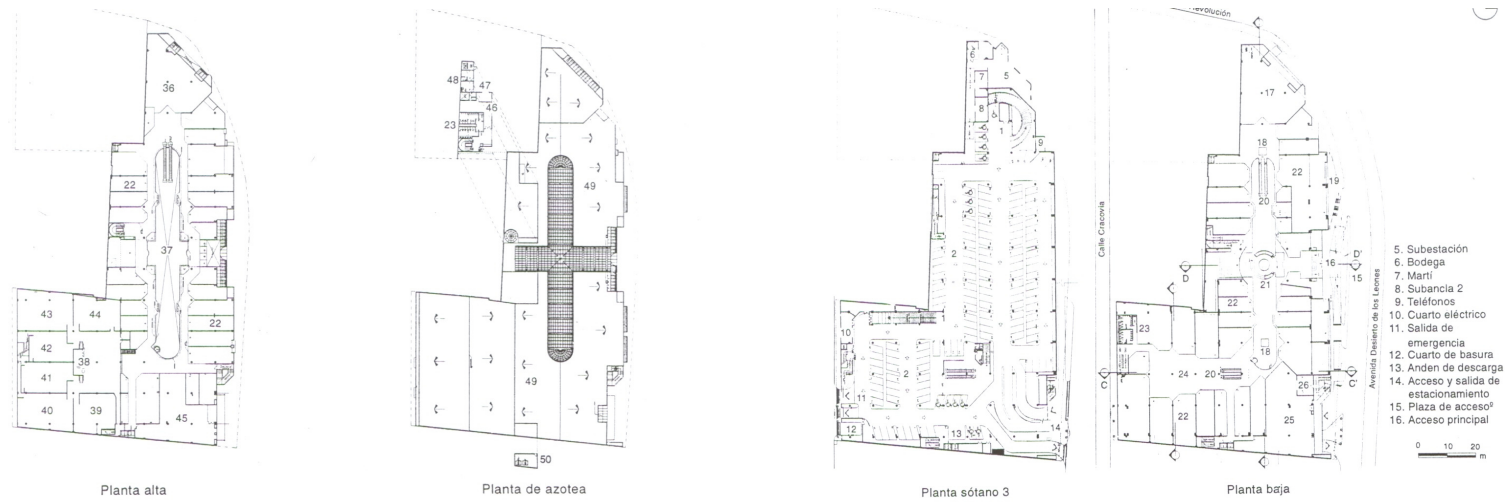 36
22
37
22
43
44
42
38
41
40
39
45
Planta alta
48
47
46
23
49
49
50
Planta de azotea
6
5
7
8
1
9
2
2
10
11
12
13
14
Planta sótano 3
Revolución
17
18
22
19
20
Calle Cracovia
16
D
D'
15
21
22
23
Avenida Desierto de los Leones
18
24
20
C
C'
26
22
25
Planta baja
5. Subestación
6. Bodega
7. Martí
8. Subancia 2
9. Teléfonos
10. Cuarto eléctrico
11. Salida de
emergencia
12. Cuarto de basura
13. Anden de descarga
14. Acceso y salida de
estacionamiento
15. Plaza de acceso⁹
16. Acceso principal
0 10 20
m